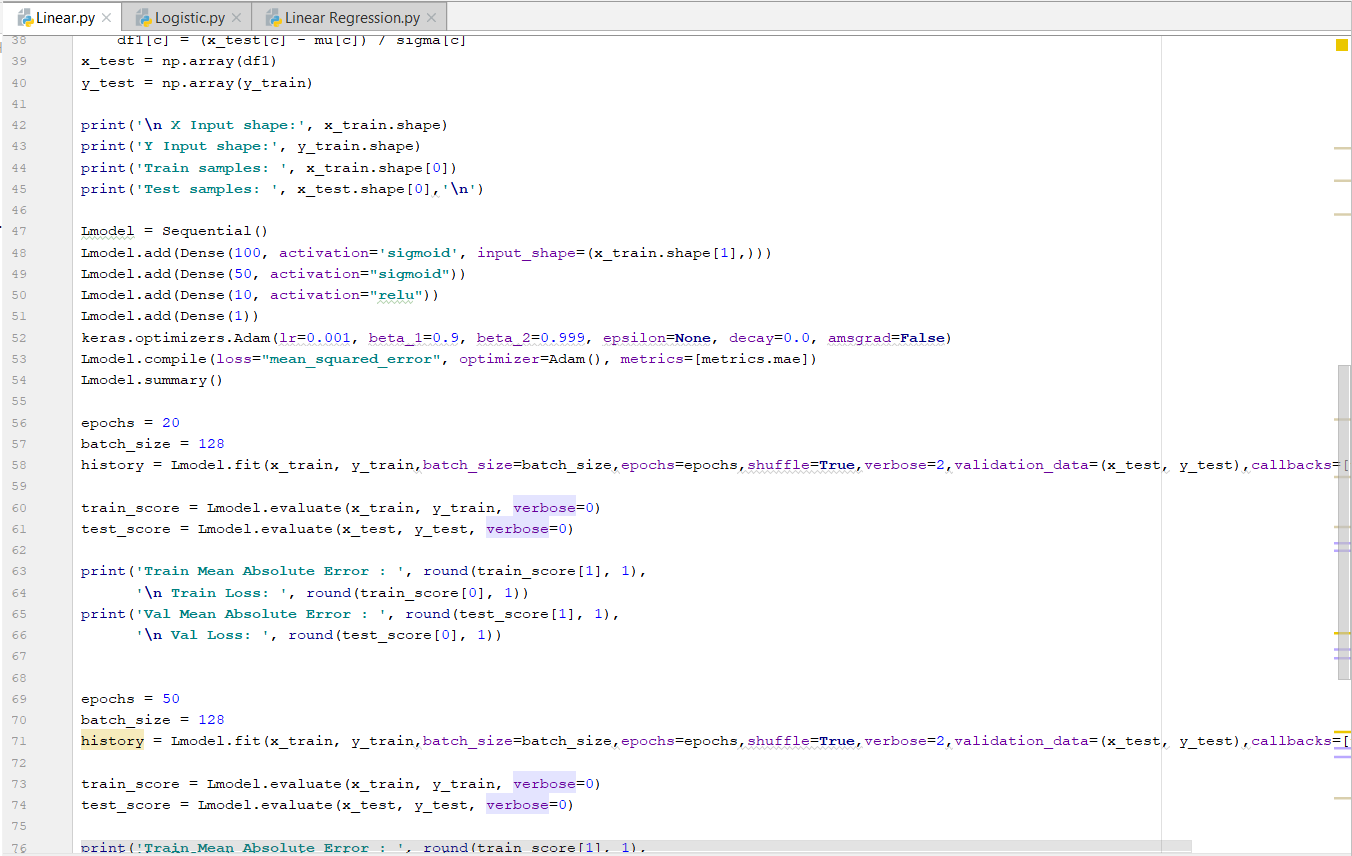 Linear.py Logistic.py Linear Regression.py
38 df1[c] = (x_test[c] - mu[c]) / sigma[c]
39 x_test = np.array(df1)
40 y_test = np.array(y_train)
41
42 print('\n X Input shape:', x_train.shape)
43 print('Y Input shape:', y_train.shape)
44 print('Train samples: ', x_train.shape[0])
45 print('Test samples: ', x_test.shape[0],'\n')
46
47 Lmodel = Sequential()
48 Lmodel.add(Dense(100, activation='sigmoid', input_shape=(x_train.shape[1],)))
49 Lmodel.add(Dense(50, activation="sigmoid"))
50 Lmodel.add(Dense(10, activation="relu"))
51 Lmodel.add(Dense(1))
52 keras.optimizers.Adam(lr=0.001, beta_1=0.9, beta_2=0.999, epsilon=None, decay=0.0, amsgrad=False)
53 Lmodel.compile(loss="mean_squared_error", optimizer=Adam(), metrics=[metrics.mae])
54 Lmodel.summary()
55
56 epochs = 20
57 batch_size = 128
58 history = Lmodel.fit(x_train, y_train,batch_size=batch_size,epochs=epochs,shuffle=True,verbose=2,validation_data=(x_test, y_test),callbacks=[
59
60 train_score = Lmodel.evaluate(x_train, y_train, verbose=0)
61 test_score = Lmodel.evaluate(x_test, y_test, verbose=0)
62
63 print('Train Mean Absolute Error : ', round(train_score[1], 1),
64 '\n Train Loss: ', round(train_score[0], 1))
65 print('Val Mean Absolute Error : ', round(test_score[1], 1),
66 '\n Val Loss: ', round(test_score[0], 1))
67
68
69 epochs = 50
70 batch_size = 128
71 history = Lmodel.fit(x_train, y_train,batch_size=batch_size,epochs=epochs,shuffle=True,verbose=2,validation_data=(x_test, y_test),callbacks=[
72
73 train_score = Lmodel.evaluate(x_train, y_train, verbose=0)
74 test_score = Lmodel.evaluate(x_test, y_test, verbose=0)
75
76 print('Train Mean Absolute Error : ', round(train_score[1], 1),